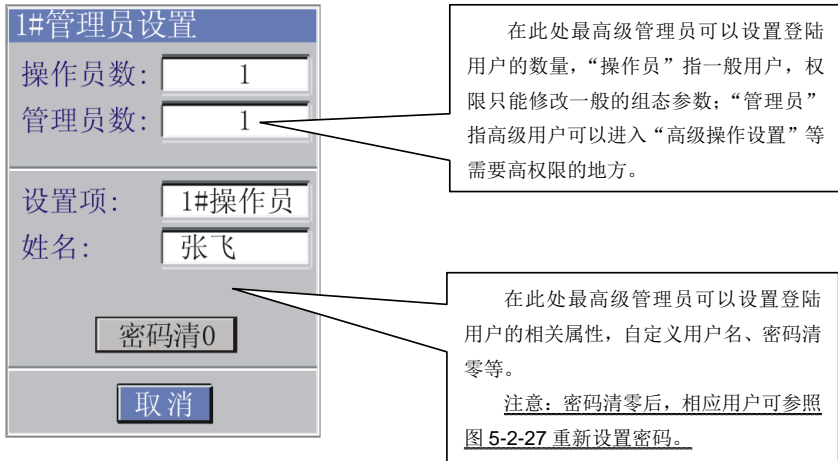 1#管理员设置
操作员数: 1
管理员数: 1
设置项: 1#操作员
姓名: 张飞
密码清0
取消
在此处最高级管理员可以设置登陆
用户的数量，“操作员”指一般用户，权
限只能修改一般的组态参数；“管理员”
指高级用户可以进入“高级操作设置”等
需要高权限的地方。
在此处最高级管理员可以设置登陆
用户的相关属性，自定义用户名、密码清
零等。
注意：密码清零后，相应用户可参照
图 5-2-27 重新设置密码。